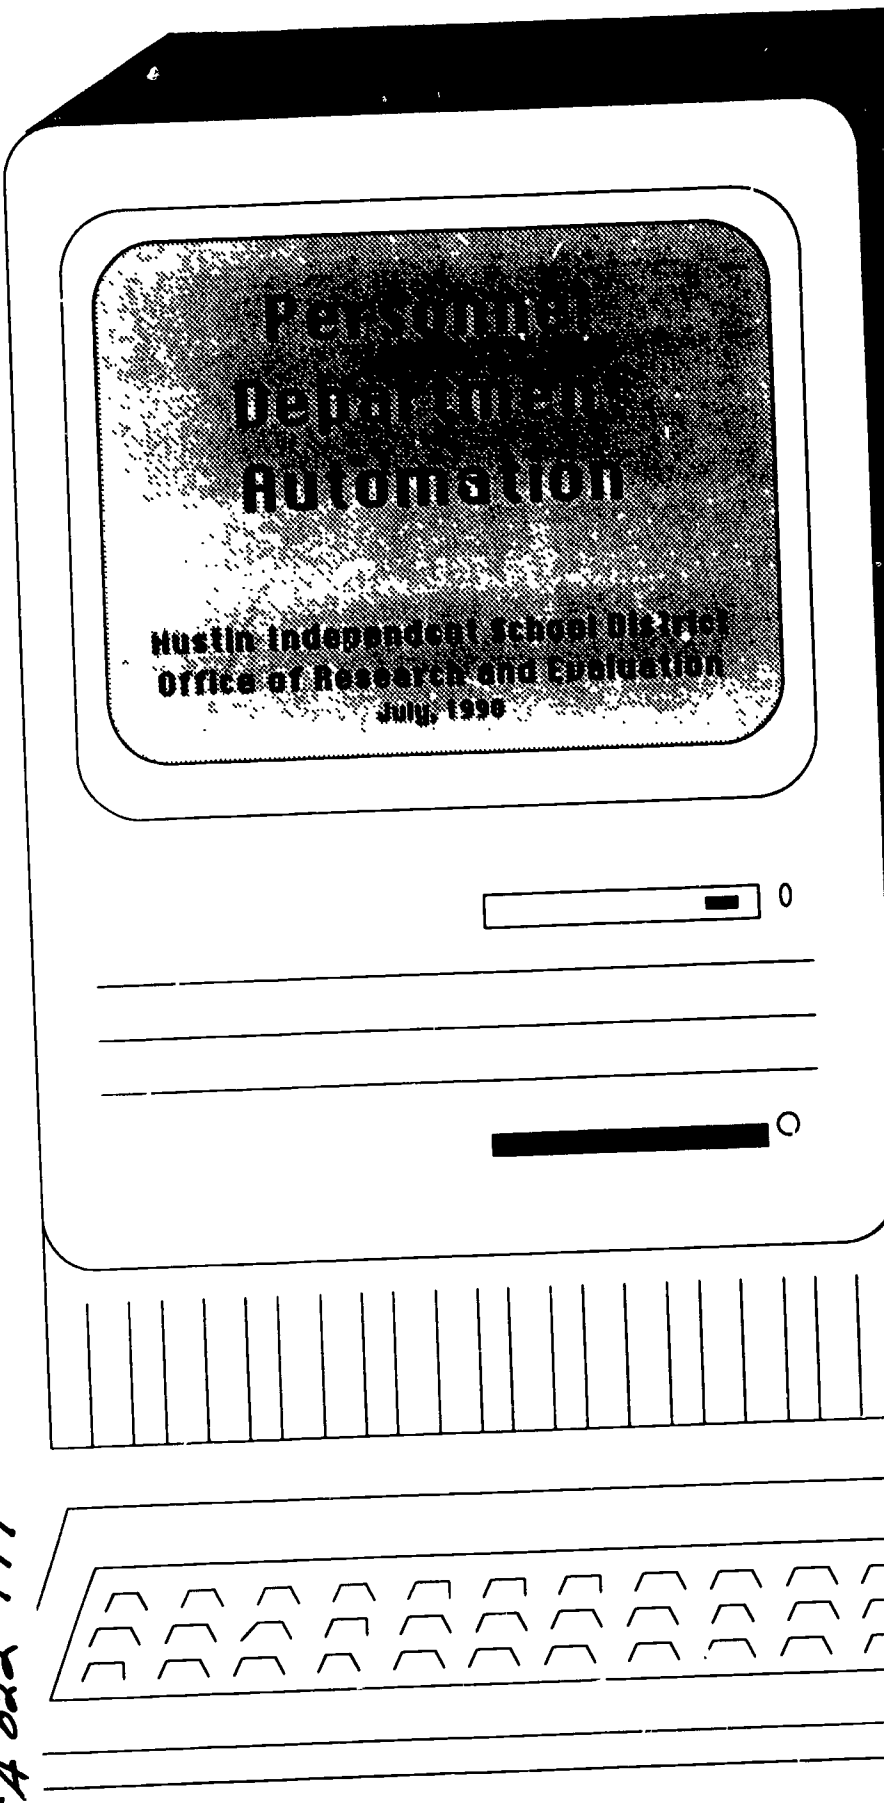 Personnel
Department
Automation
Austin Independent School District
Office of Research and Evaluation
July, 1990